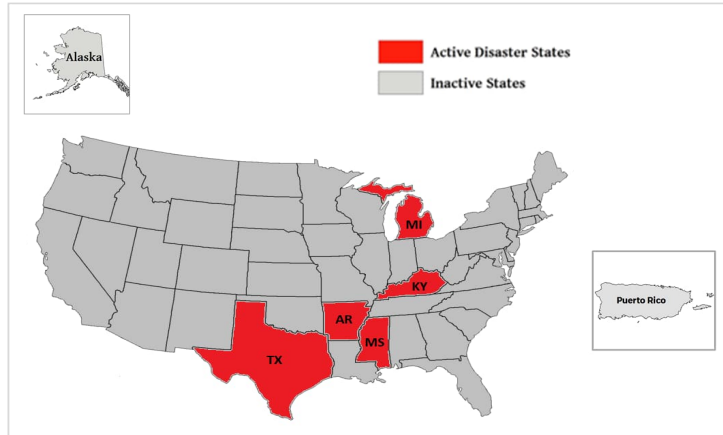 Alaska
Active Disaster States
Inactive States
MI
KY
Puerto Rico
AR
MS
TX